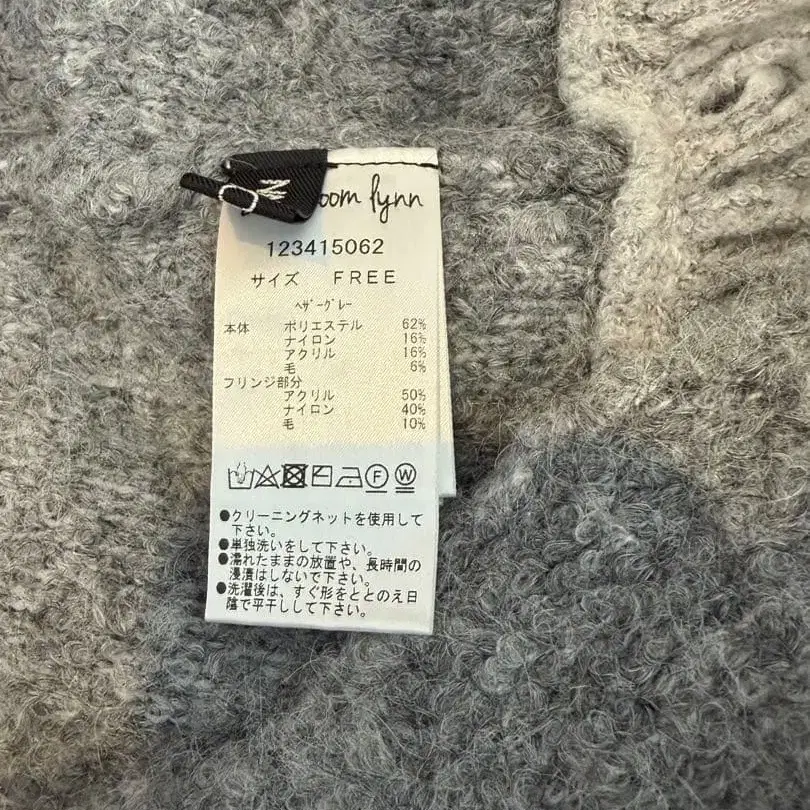 oom lynn
123415062
サイズ FREE
ヘザーグレー
本体 ポリエステル 62%
ナイロン 16%
アクリル 16%
毛 6%
フリンジ部分
アクリル 50%
ナイロン 40%
毛 10%
F W
●クリーニングネットを使用して
下さい。
●単独洗いをして下さい。
●濡れたままの放置や、長時間の
浸漬はしないで下さい。
●洗濯後は、すぐ形をととのえ日
陰で平干しして下さい。